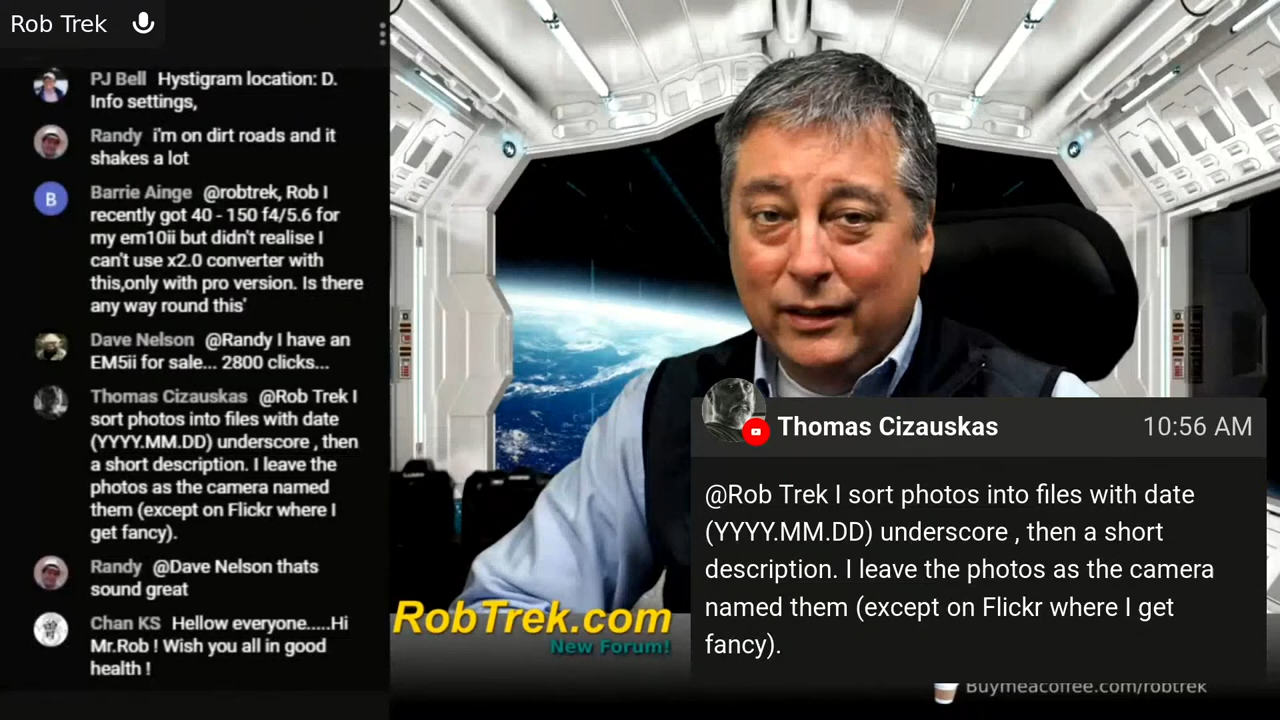 Rob Trek
PJ Bell Hystigram location: D.
Info settings,
Randy i'm on dirt roads and it
shakes a lot
B
Barrie Ainge @robtrek, Rob I
recently got 40 - 150 f4/5.6 for
my em10ii but didn't realise I
can't use x2.0 converter with
this,only with pro version. Is there
any way round this'
Dave Nelson @Randy I have an
EM5ii for sale... 2800 clicks...
Thomas Cizauskas @Rob Trek I
sort photos into files with date
(YYYY.MM.DD) underscore , then
a short description. I leave the
photos as the camera named
them (except on Flickr where I
get fancy).
Randy @Dave Nelson thats
sound great
Chan KS Hellow everyone.....Hi
Mr.Rob ! Wish you all in good
health !
Thomas Cizauskas 10:56 AM
@Rob Trek I sort photos into files with date
(YYYY.MM.DD) underscore , then a short
description. I leave the photos as the camera
named them (except on Flickr where I get
fancy).
RobTrek.com
New Forum!
Buymeacoffee.com/robtrek